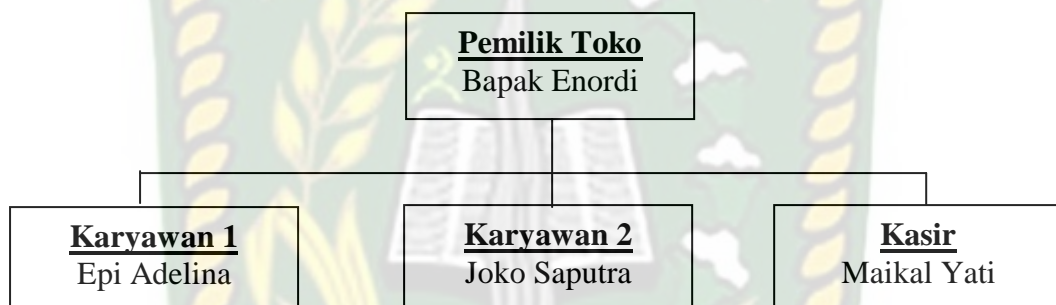 Pemilik Toko
Bapak Enordi
Karyawan 1
Epi Adelina
Karyawan 2
Joko Saputra
Kasir
Maikal Yati